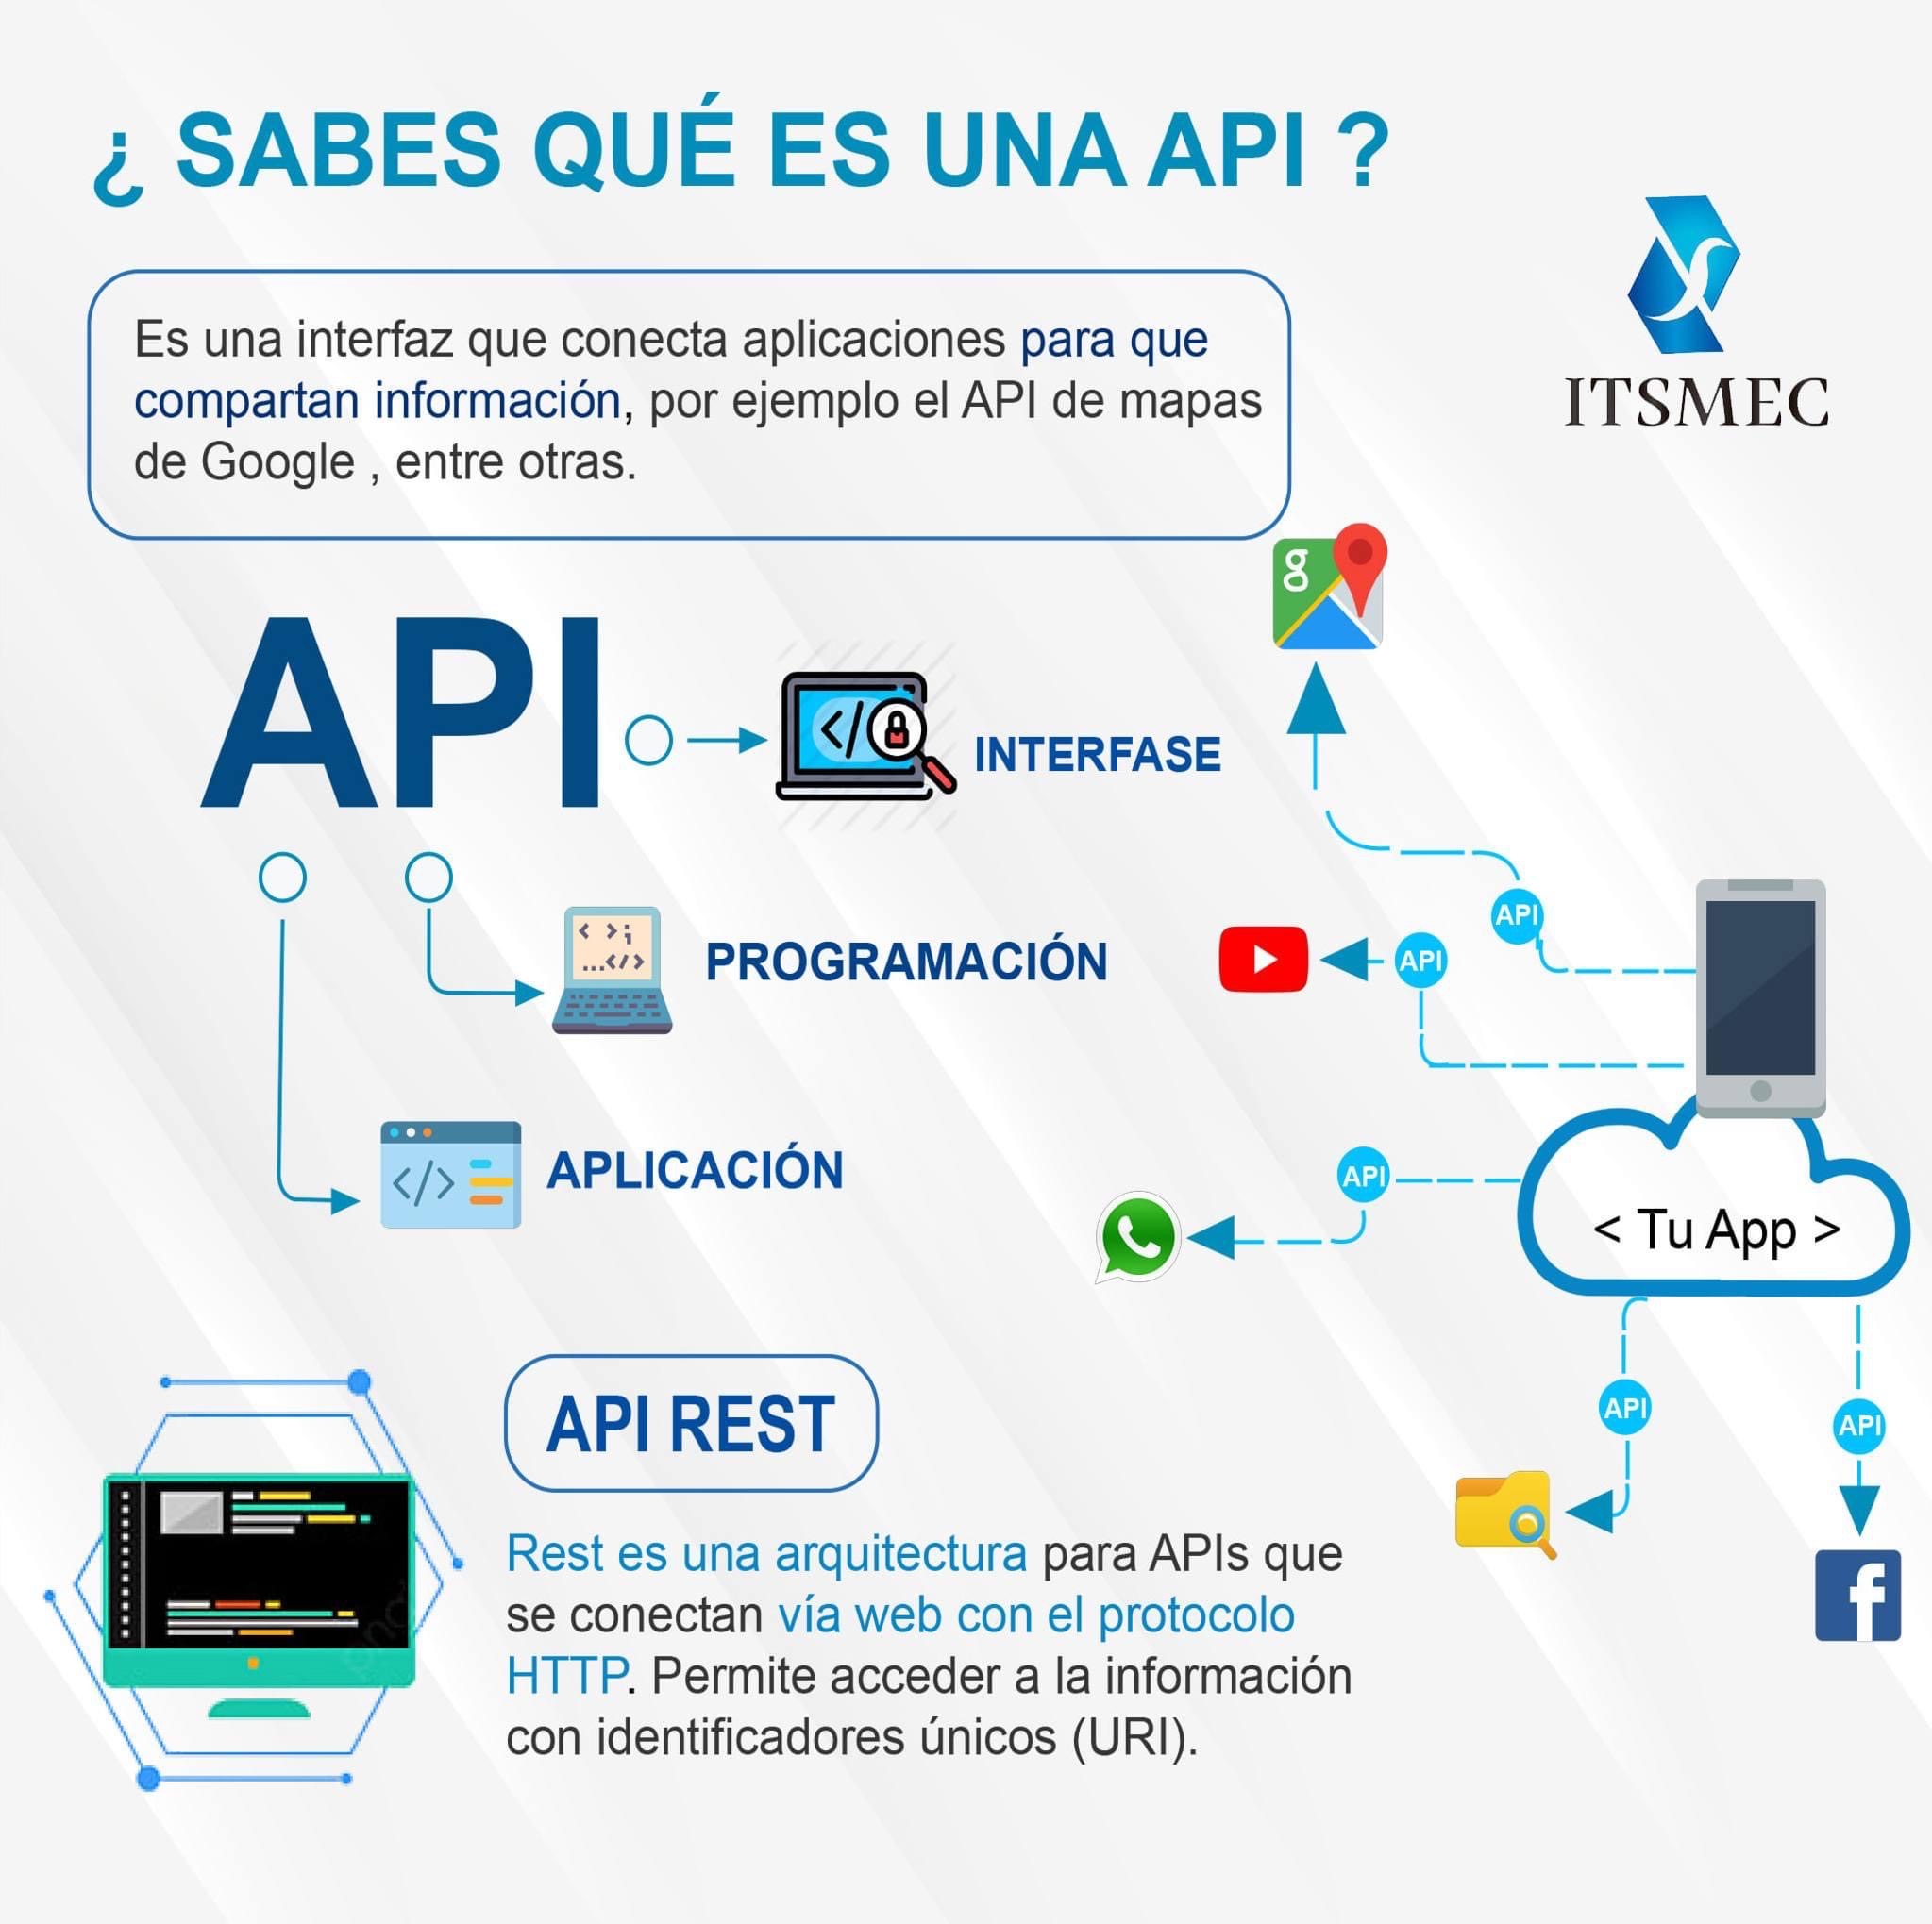 ¿ SABES QUÉ ES UNA API ?
ITSMEC
Es una interfaz que conecta aplicaciones para que
compartan información, por ejemplo el API de mapas
de Google , entre otras.
g
API
</>
INTERFASE
API
< >;
...</>
PROGRAMACIÓN
API
</>
APLICACIÓN
API
< Tu App >
API REST
API
API
f
Rest es una arquitectura para APIs que
se conectan vía web con el protocolo
HTTP. Permite acceder a la información
con identificadores únicos (URI).